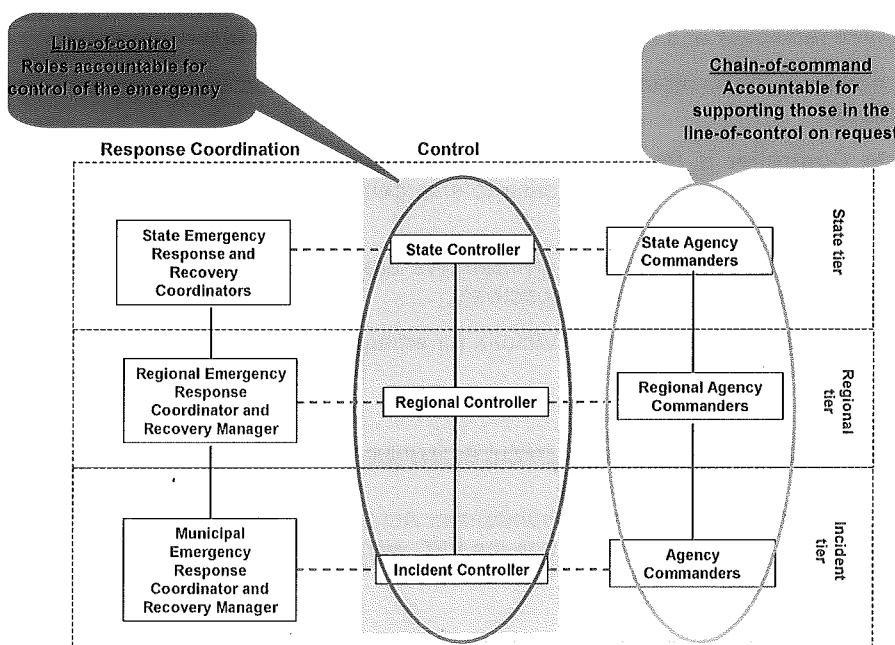 Line-of-control
Roles accountable for
control of the emergency
Chain-of-command
Accountable for
supporting those in the
line-of-control on request
Response Coordination
Control
State Emergency
Response and
Recovery
Coordinators
State Controller
State Agency
Commanders
State tier
Regional Emergency
Response
Coordinator and
Recovery Manager
Regional Controller
Regional Agency
Commanders
Regional
tier
Municipal
Emergency
Response
Coordinator and
Recovery Manager
Incident Controller
Agency
Commanders
Incident
tier